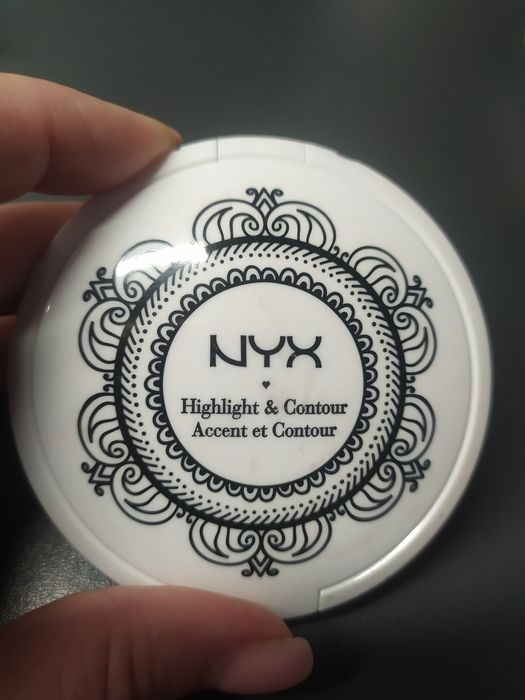 NYX
Highlight & Contour
Accent et Contour